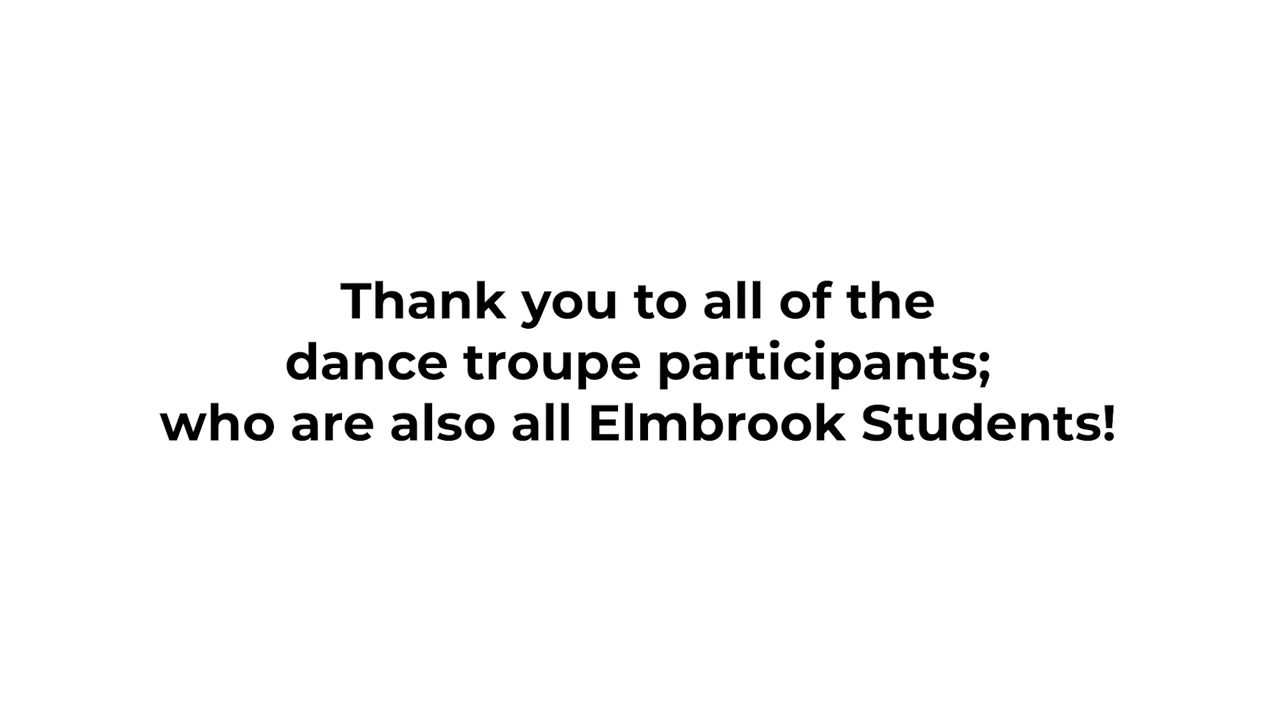 Thank you to all of the
dance troupe participants;
who are also all Elmbrook Students!